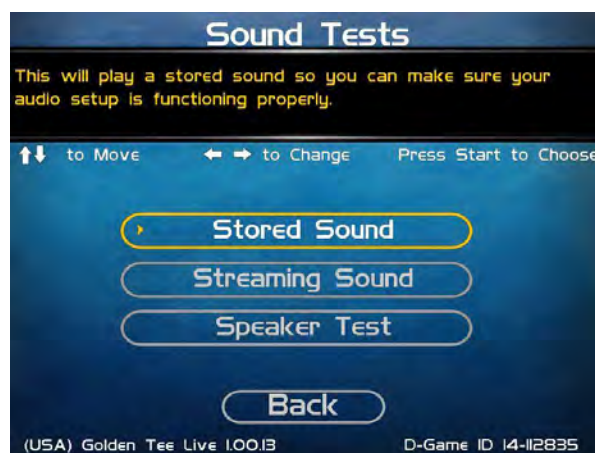 Sound Tests
This will play a stored sound so you can make sure your
audio setup is functioning properly.
to Move to Change Press Start to Choose
Stored Sound
Streaming Sound
Speaker Test
Back
(USA) Golden Tee Live 1.00.13 D-Game ID 14-112835